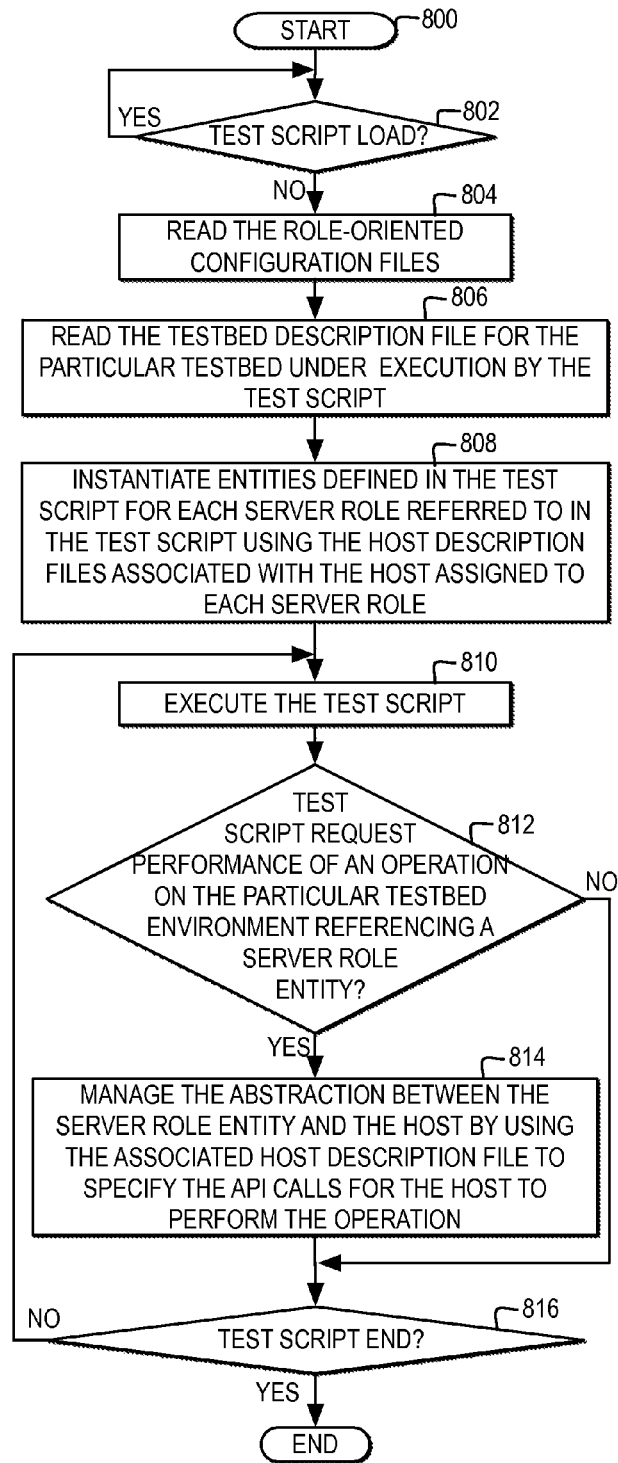 START
800
YES
802
TEST SCRIPT LOAD?
NO
804
READ THE ROLE-ORIENTED
CONFIGURATION FILES
806
READ THE TESTBED DESCRIPTION FILE FOR THE
PARTICULAR TESTBED UNDER EXECUTION BY THE
TEST SCRIPT
808
INSTANTIATE ENTITIES DEFINED IN THE TEST
SCRIPT FOR EACH SERVER ROLE REFERRED TO IN
THE TEST SCRIPT USING THE HOST DESCRIPTION
FILES ASSOCIATED WITH THE HOST ASSIGNED TO
EACH SERVER ROLE
810
EXECUTE THE TEST SCRIPT
812
TEST
SCRIPT REQUEST
PERFORMANCE OF AN OPERATION
ON THE PARTICULAR TESTBED
ENVIRONMENT REFERENCING A
SERVER ROLE
ENTITY?
NO
YES
814
MANAGE THE ABSTRACTION BETWEEN THE
SERVER ROLE ENTITY AND THE HOST BY USING
THE ASSOCIATED HOST DESCRIPTION FILE TO
SPECIFY THE API CALLS FOR THE HOST TO
PERFORM THE OPERATION
NO
816
TEST SCRIPT END?
YES
END